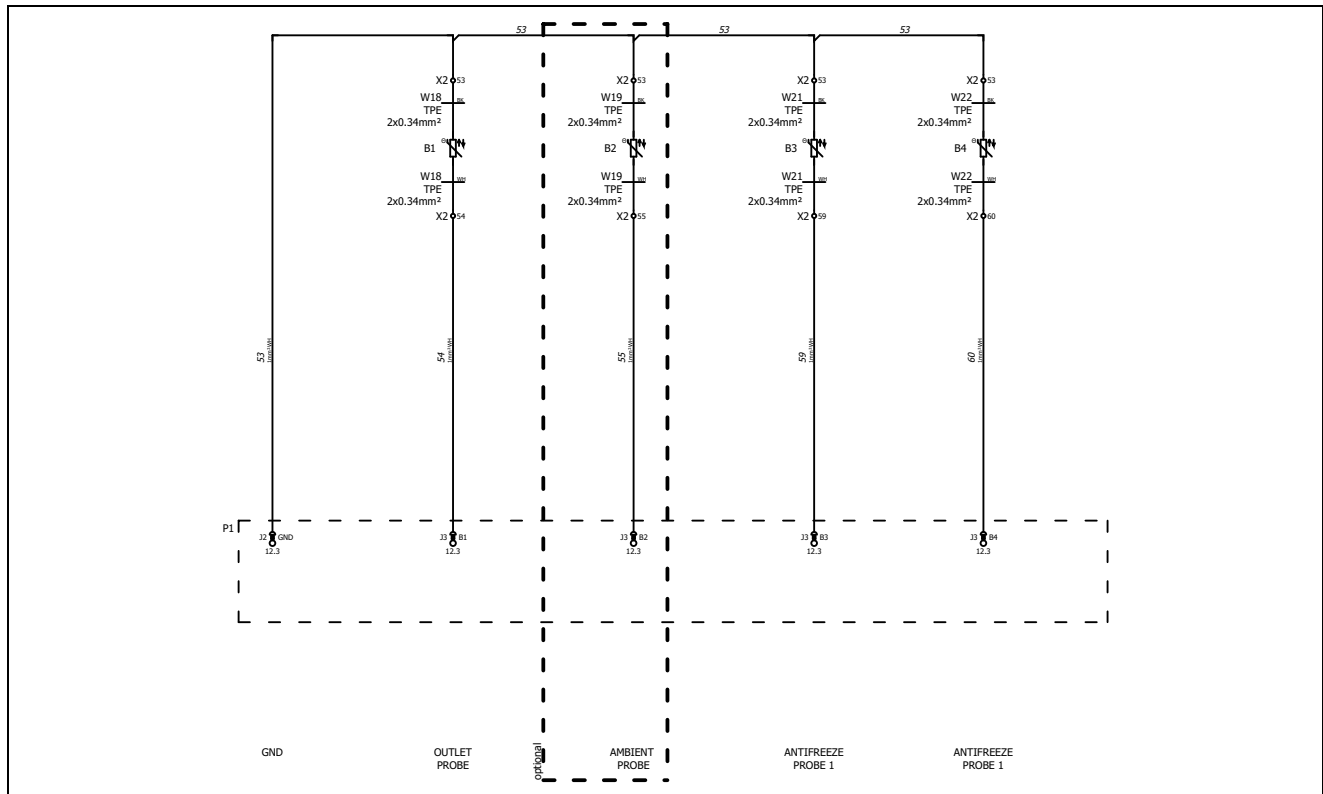 53 53 53
X2 53 X2 53 X2 53 X2 53
W18 BK W19 BK W21 BK W22 BK
TPE TPE TPE TPE
2x0.34mm² 2x0.34mm² 2x0.34mm² 2x0.34mm²
B1 B2 B3 B4
W18 WH W19 WH W21 WH W22 WH
TPE TPE TPE TPE
2x0.34mm² 2x0.34mm² 2x0.34mm² 2x0.34mm²
X2 54 X2 55 X2 59 X2 60
53 1mm²WH 54 1mm²WH 55 1mm²WH 59 1mm²WH 60 1mm²WH
P1
J2 GND J3 B1 J3 B2 J3 B3 J3 B4
12.3 12.3 12.3 12.3 12.3
optional
GND OUTLET AMBIENT ANTIFREEZE ANTIFREEZE
PROBE PROBE PROBE 1 PROBE 1